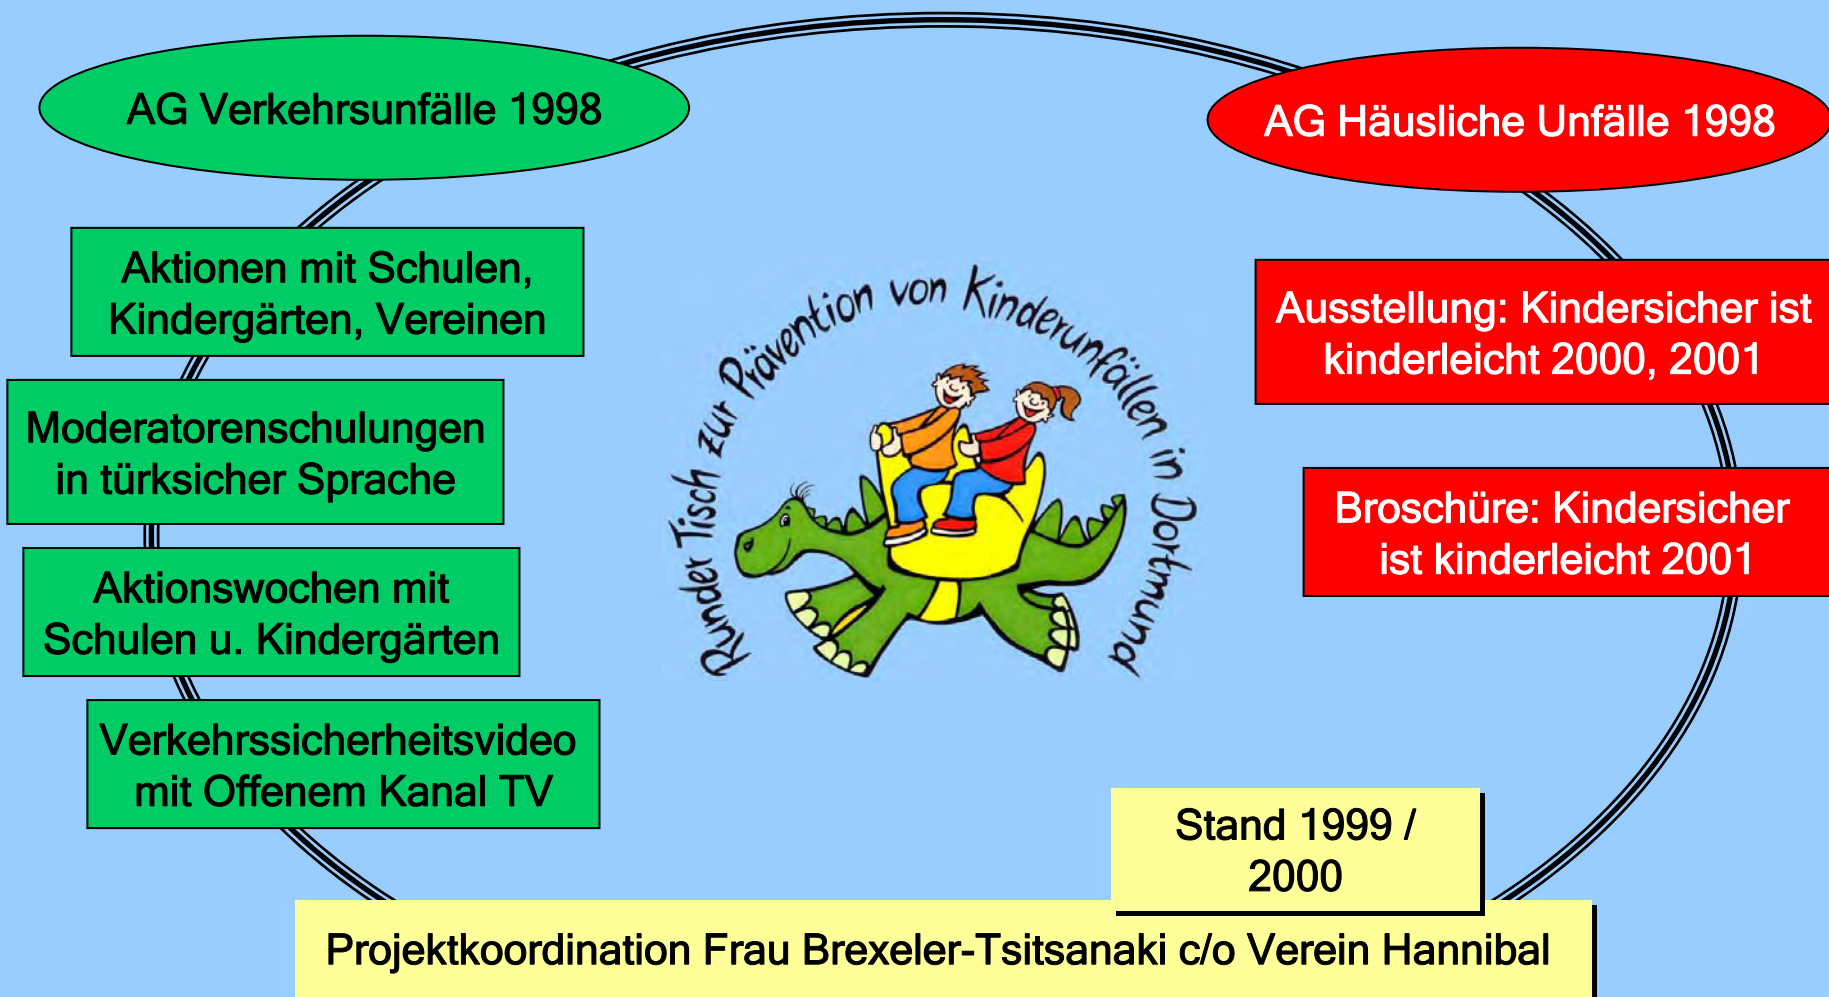 AG Verkehrsunfälle 1998
AG Häusliche Unfälle 1998
Aktionen mit Schulen,
Kindergärten, Vereinen
Moderatorenschulungen
in türksicher Sprache
Aktionswochen mit
Schulen u. Kindergärten
Verkehrssicherheitsvideo
mit Offenem Kanal TV
Runder Tisch zur Prävention von Kinderunfällen in Dortmund
Ausstellung: Kindersicher ist
kinderleicht 2000, 2001
Broschüre: Kindersicher
ist kinderleicht 2001
Stand 1999 /
2000
Projektkoordination Frau Brexeler-Tsitsanaki c/o Verein Hannibal